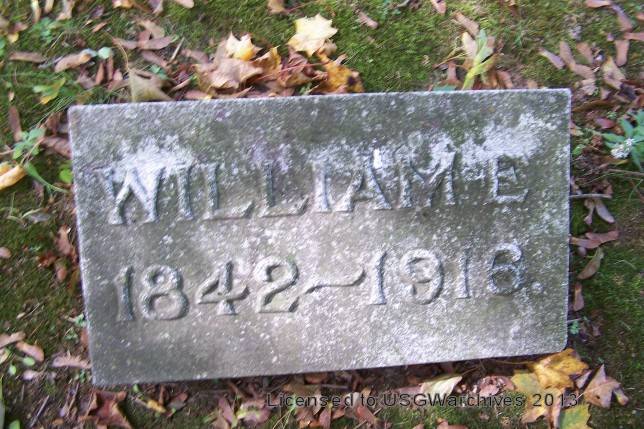 WILLIAM E
1842~1916
Licensed to USGWarchives 2013